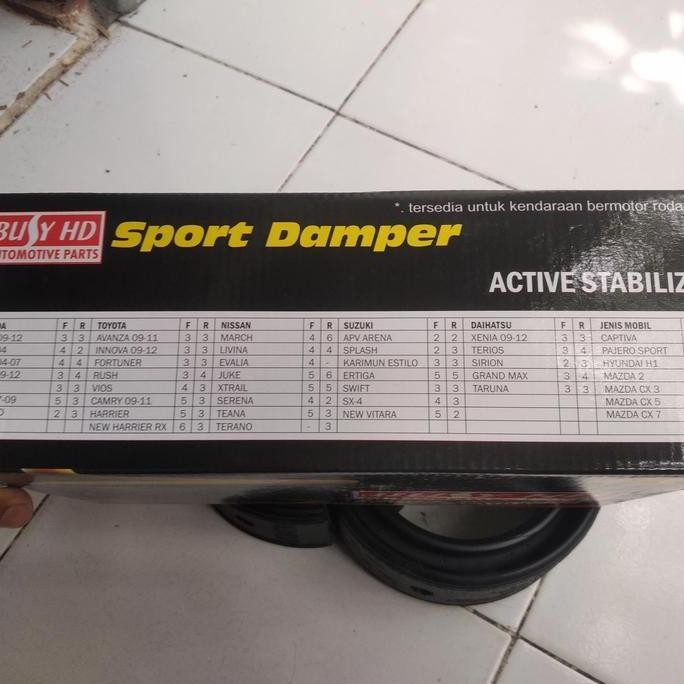 *. tersedia untuk kendaraan bermotor roda
BUSY HD
AUTOMOTIVE PARTS
Sport Damper
ACTIVE STABILIZ
A F R TOYOTA F R NISSAN F R SUZUKI F R DAIHATSU F R JENIS MOBIL
09-12 3 3 AVANZA 09-11 3 3 MARCH 4 6 APV ARENA 2 2 XENIA 09-12 3 3 CAPTIVA
04 4 2 INNOVA 09-12 3 3 LIVINA 4 4 SPLASH 2 3 TERIOS 3 4 PAJERO SPORT
04-07 4 4 FORTUNER 3 3 EVALIA 4 - KARIMUN ESTILO 3 3 SIRION 2 3 HYUNDAI H1
09-12 3 4 RUSH 3 4 JUKE 5 6 ERTIGA 5 5 GRAND MAX 3 4 MAZDA 2
3 3 VIOS 4 3 XTRAIL 5 5 SWIFT 3 3 TARUNA 3 3 MAZDA CX 3
7-09 5 3 CAMRY 09-11 5 3 SERENA 4 2 SX-4 4 3 MAZDA CX 5
O 2 3 HARRIER 5 3 TEANA 5 3 NEW VITARA 5 2 MAZDA CX 7
NEW HARRIER RX 6 3 TERANO - 3